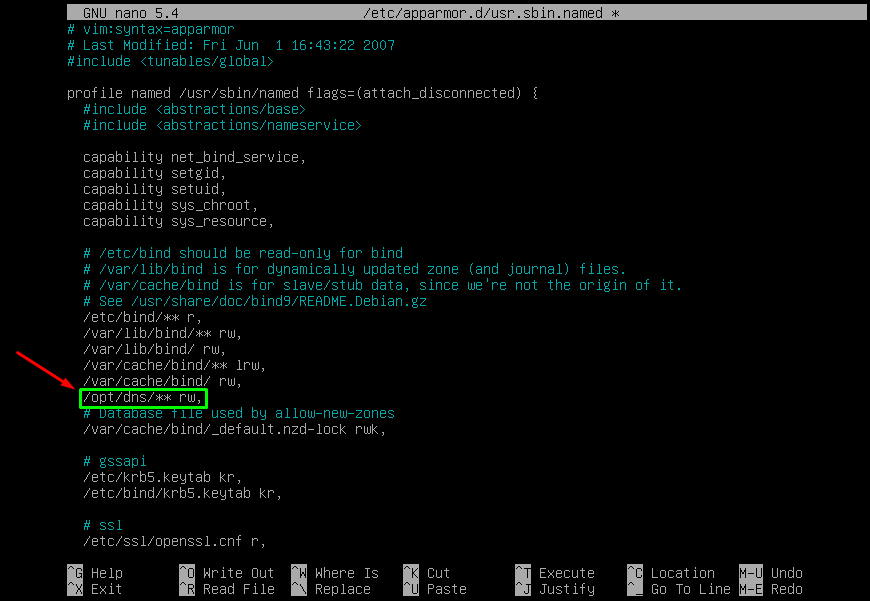 GNU nano 5.4 /etc/apparmor.d/usr.sbin.named *
# vim:syntax=apparmor
# Last Modified: Fri Jun  1 16:43:22 2007
#include <tunables/global>
profile named /usr/sbin/named flags=(attach_disconnected) {
#include <abstractions/base>
#include <abstractions/nameservice>
capability net_bind_service,
capability setgid,
capability setuid,
capability sys_chroot,
capability sys_resource,
# /etc/bind should be read-only for bind
# /var/lib/bind is for dynamically updated zone (and journal) files.
# /var/cache/bind is for slave/stub data, since we're not the origin of it.
# See /usr/share/doc/bind9/README.Debian.gz
/etc/bind/** r,
/var/lib/bind/** rw,
/var/lib/bind/ rw,
/var/cache/bind/** lrw,
/var/cache/bind/ rw,
/opt/dns/** rw,
# Database file used by allow-new-zones
/var/cache/bind/_default.nzd-lock rwk,
# gssapi
/etc/krb5.keytab kr,
/etc/bind/krb5.keytab kr,
# ssl
/etc/ssl/openssl.cnf r,
^G Help ^O Write Out ^W Where Is ^K Cut ^T Execute ^C Location M-U Undo
^X Exit ^R Read File ^\ Replace ^U Paste ^J Justify ^_ Go To Line M-E Redo